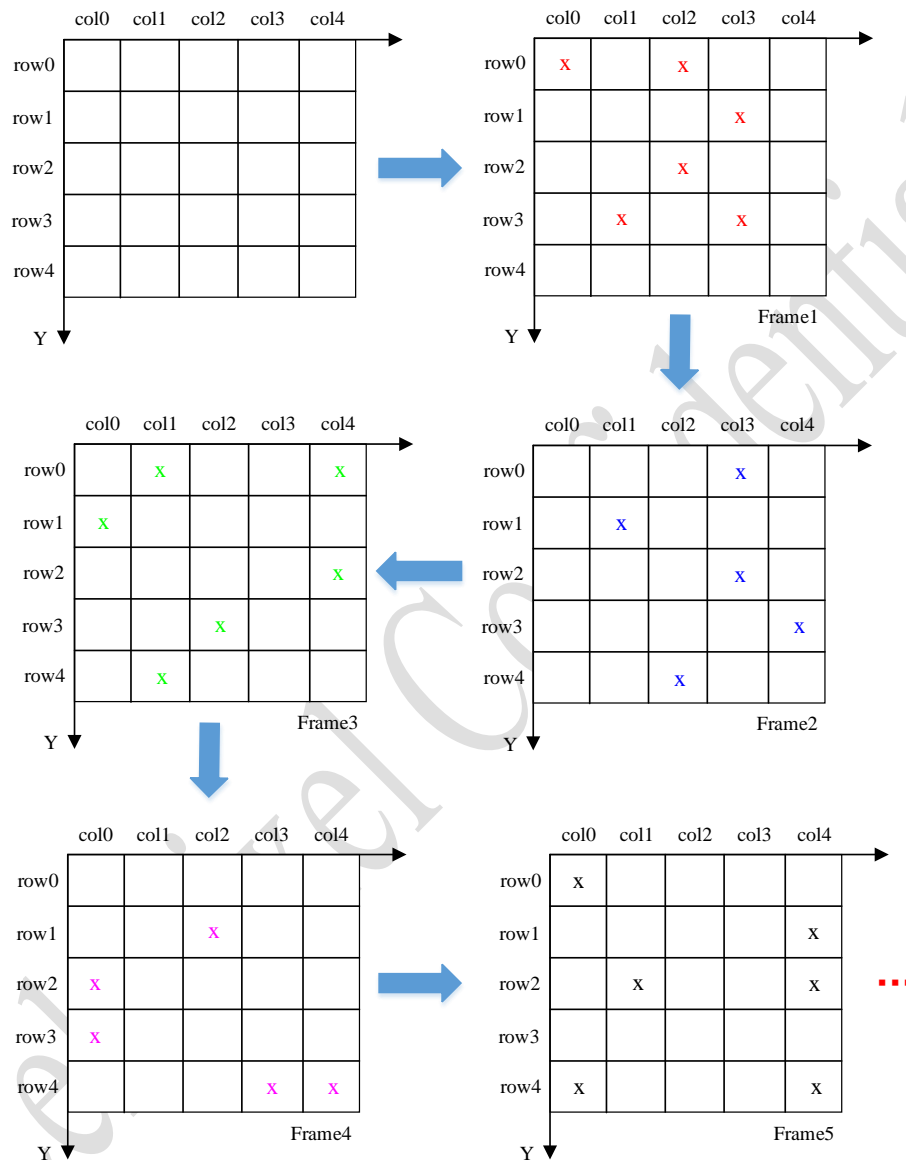 col0 col1 col2 col3 col4
row0
row1
row2
row3
row4
Y
col0 col1 col2 col3 col4
row0 x x
row1 x
row2 x
row3 x x
row4
Frame1
Y
col0 col1 col2 col3 col4
row0 x
row1 x
row2 x
row3 x
row4 x
Frame2
Y
col0 col1 col2 col3 col4
row0 x x
row1 x
row2 x
row3 x
row4 x
Frame3
Y
col0 col1 col2 col3 col4
row0
row1 x
row2 x
row3 x
row4 x x
Frame4
Y
col0 col1 col2 col3 col4
row0 x
row1 x
row2 x x
row3
row4 x x
Frame5
Y